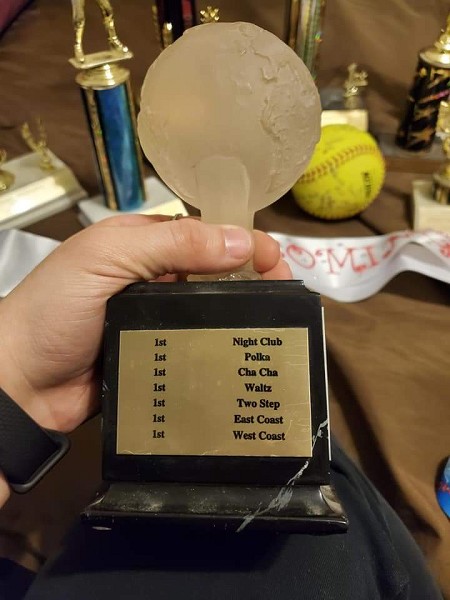 1st Night Club
1st Polka
1st Cha Cha
1st Waltz
1st Two Step
1st East Coast
1st West Coast